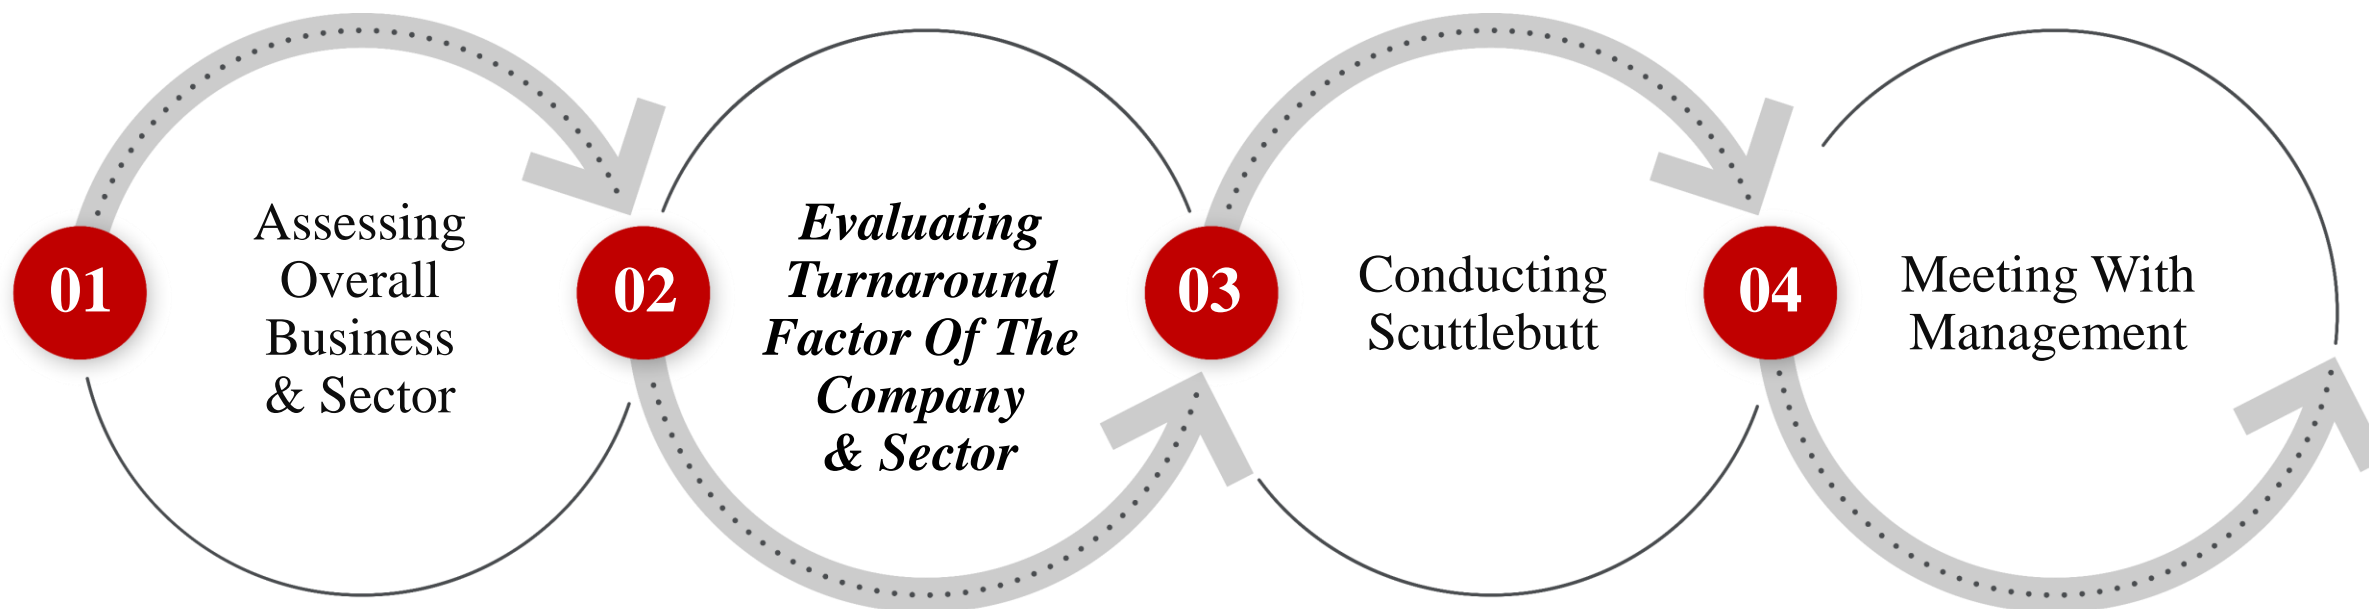 01
Assessing
Overall
Business
& Sector
02
Evaluating
Turnaround
Factor Of The
Company
& Sector
03
Conducting
Scuttlebutt
04
Meeting With
Management